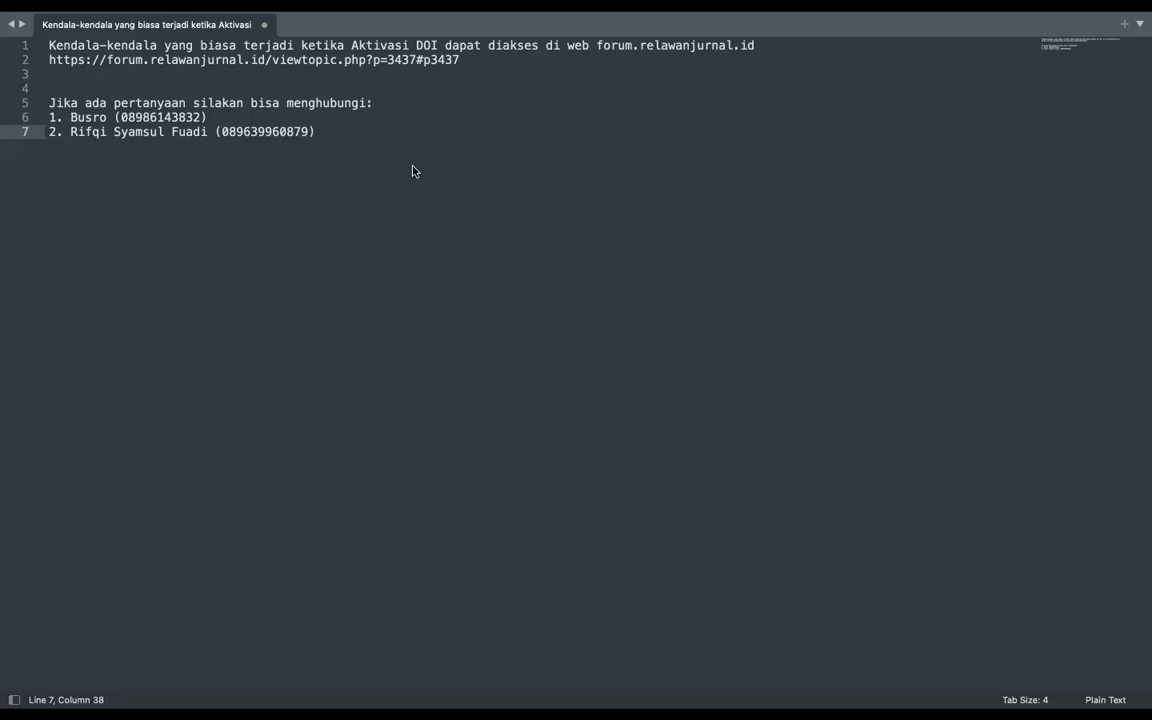 Kendala-kendala yang biasa terjadi ketika Aktivasi
1 Kendala-kendala yang biasa terjadi ketika Aktivasi DOI dapat diakses di web forum.relawanjurnal.id
2 https://forum.relawanjurnal.id/viewtopic.php?p=3437#p3437
3
4
5 Jika ada pertanyaan silakan bisa menghubungi:
6 1. Busro (08986143832)
7 2. Rifqi Syamsul Fuadi (089639960879)
Line 7, Column 38
Tab Size: 4
Plain Text